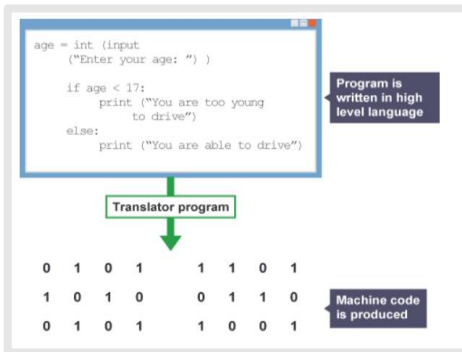 age = int (input
("Enter your age: ") )
if age < 17:
print ("You are too young
to drive")
else:
print ("You are able to drive")
Program is
written in high
level language
Translator program
0 1 0 1 1 1 0 1
1 0 1 0 0 1 1 0
0 1 0 1 1 0 0 1
Machine code
is produced